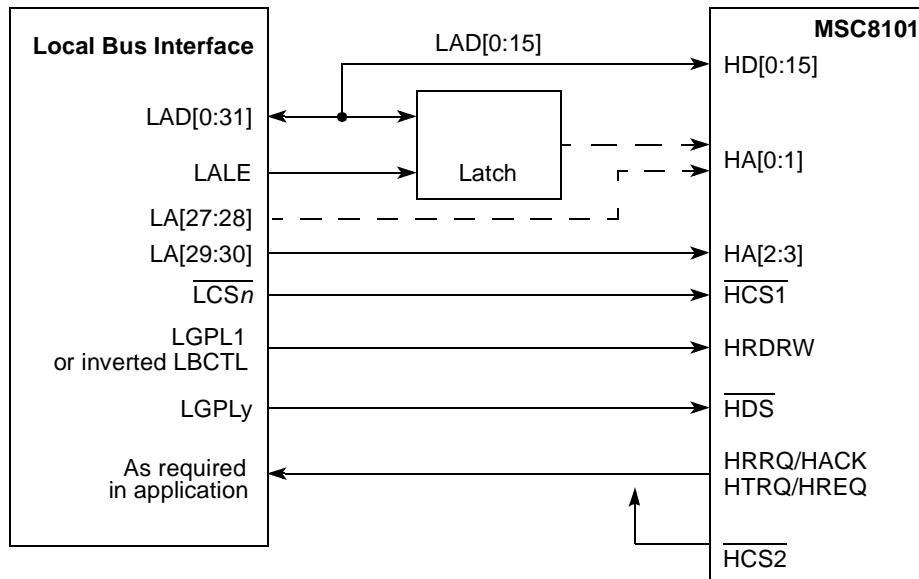 Local Bus Interface
LAD[0:15]
MSC8101
HD[0:15]
LAD[0:31]
HA[0:1]
LALE
Latch
LA[27:28]
LA[29:30]
HA[2:3]
LCSn
HCS1
LGPL1
or inverted LBCTL
HRDRW
LGPLy
HDS
As required
in application
HRRQ/HACK
HTRQ/HREQ
HCS2